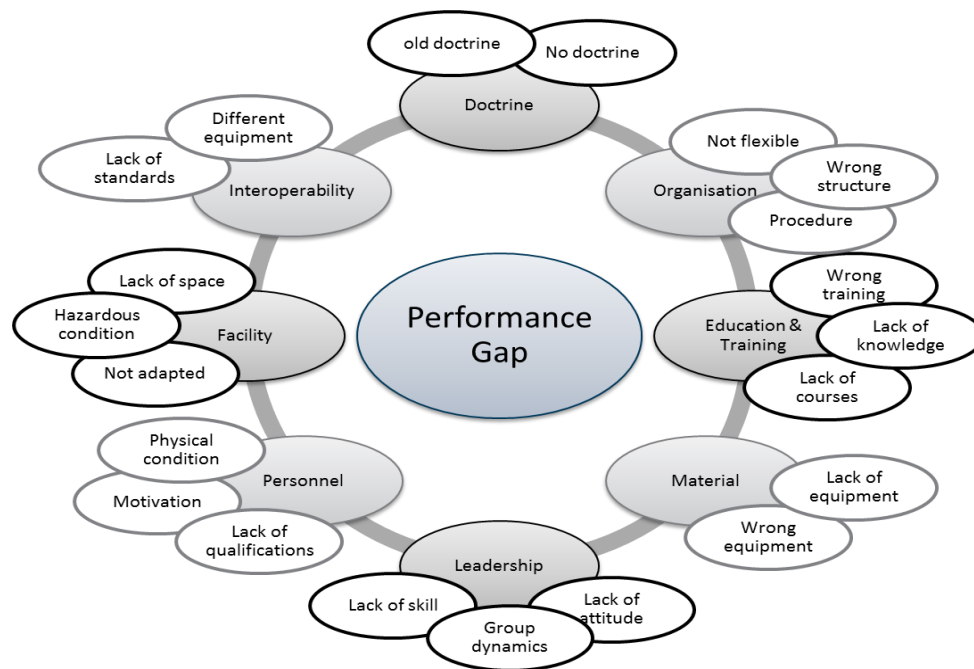 old doctrine
No doctrine
Doctrine
Different
equipment
Lack of
standards
Interoperability
Not flexible
Wrong
structure
Organisation
Procedure
Lack of space
Hazardous
condition
Facility
Not adapted
Performance
Gap
Wrong
training
Education &
Training
Lack of
knowledge
Lack of
courses
Physical
condition
Motivation
Personnel
Lack of
qualifications
Material
Lack of
equipment
Wrong
equipment
Leadership
Lack of skill
Group
dynamics
Lack of
attitude